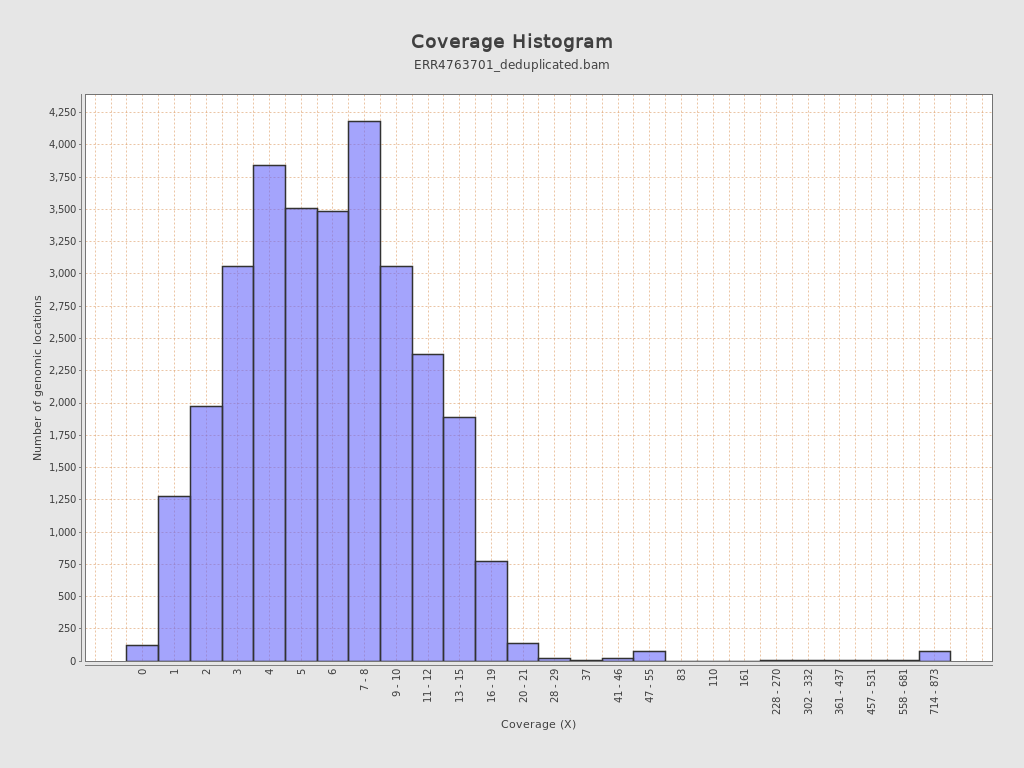 Coverage Histogram
ERR4763701_deduplicated.bam
Number of genomic locations
4,250
4,000
3,750
3,500
3,250
3,000
2,750
2,500
2,250
2,000
1,750
1,500
1,250
1,000
750
500
250
0
0
1
2
3
4
5
6
7 - 8
9 - 10
11 - 12
13 - 15
16 - 19
20 - 21
28 - 29
37
41 - 46
47 - 55
83
110
161
228 - 270
302 - 332
361 - 437
457 - 531
558 - 681
714 - 873
Coverage (X)